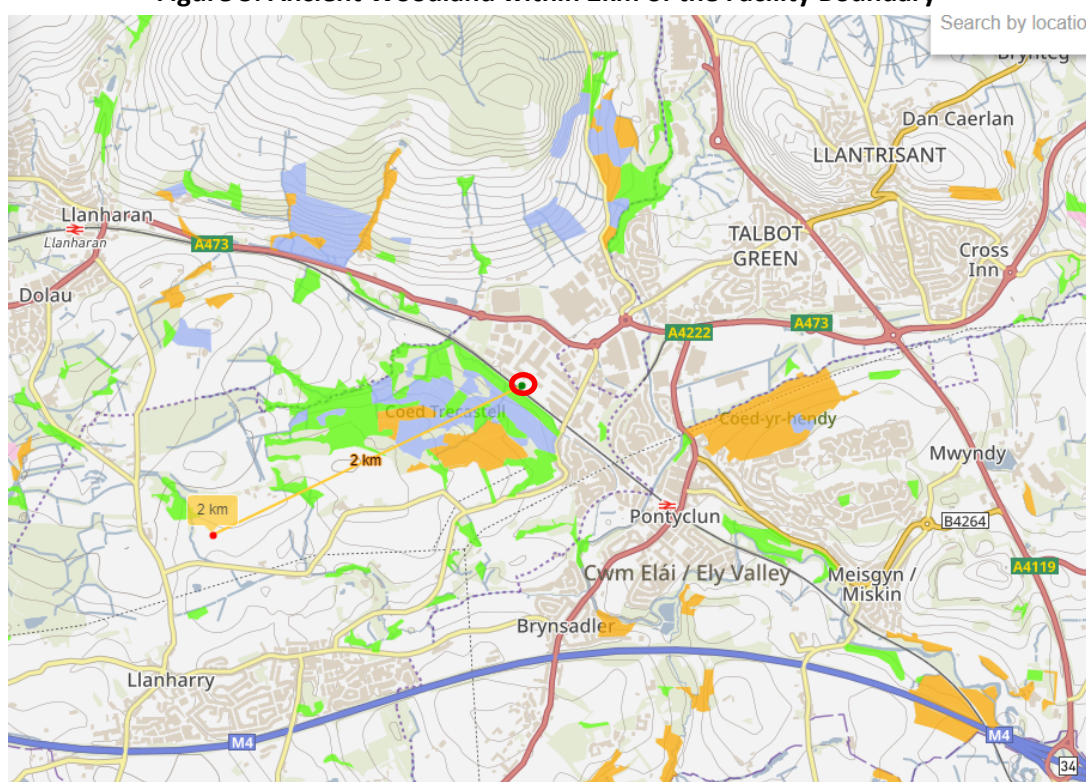 Search by locatio
Dan Caerlan
LLANTRISANT
Llanharan
Llanharan
A473
TALBOT
GREEN
Cross
Inn
Dolau
A4222
A473
Coed Trecastell
Coed-yr-hendy
2 km
Mwyndy
2 km
Pontyclun
B4264
Cwm Elái / Ely Valley
Meisgyn /
Miskin
A4119
Brynsadler
Llanharry
M4
M4
34